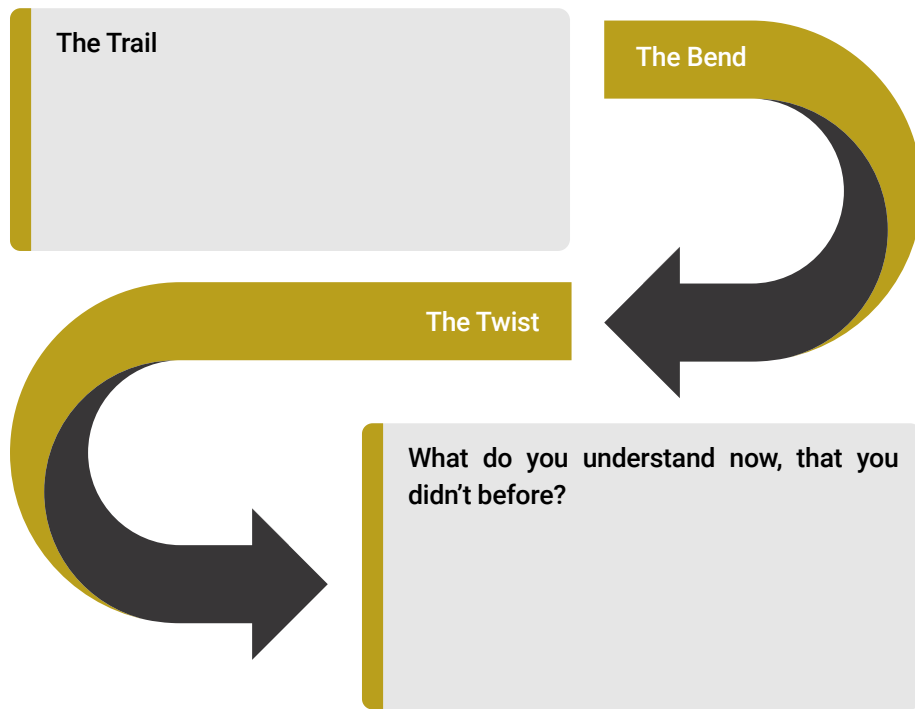 The Trail
The Bend
The Twist
What do you understand now, that you
didn’t before?